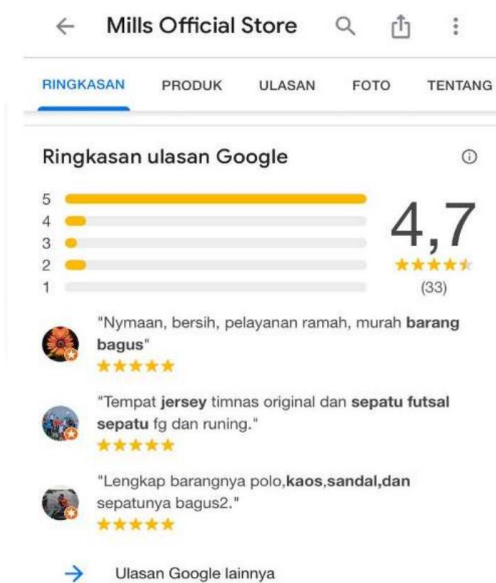 Mills Official Store
RINGKASAN PRODUK ULASAN FOTO TENTANG
Ringkasan ulasan Google
5
4
3
2
1
4,7
(33)
"Nymaan, bersih, pelayanan ramah, murah barang
bagus"
"Tempat jersey timnas original dan sepatu futsal
sepatu fg dan runing."
"Lengkap barangnya polo,kaos,sandal,dan
sepatunya bagus2."
Ulasan Google lainnya